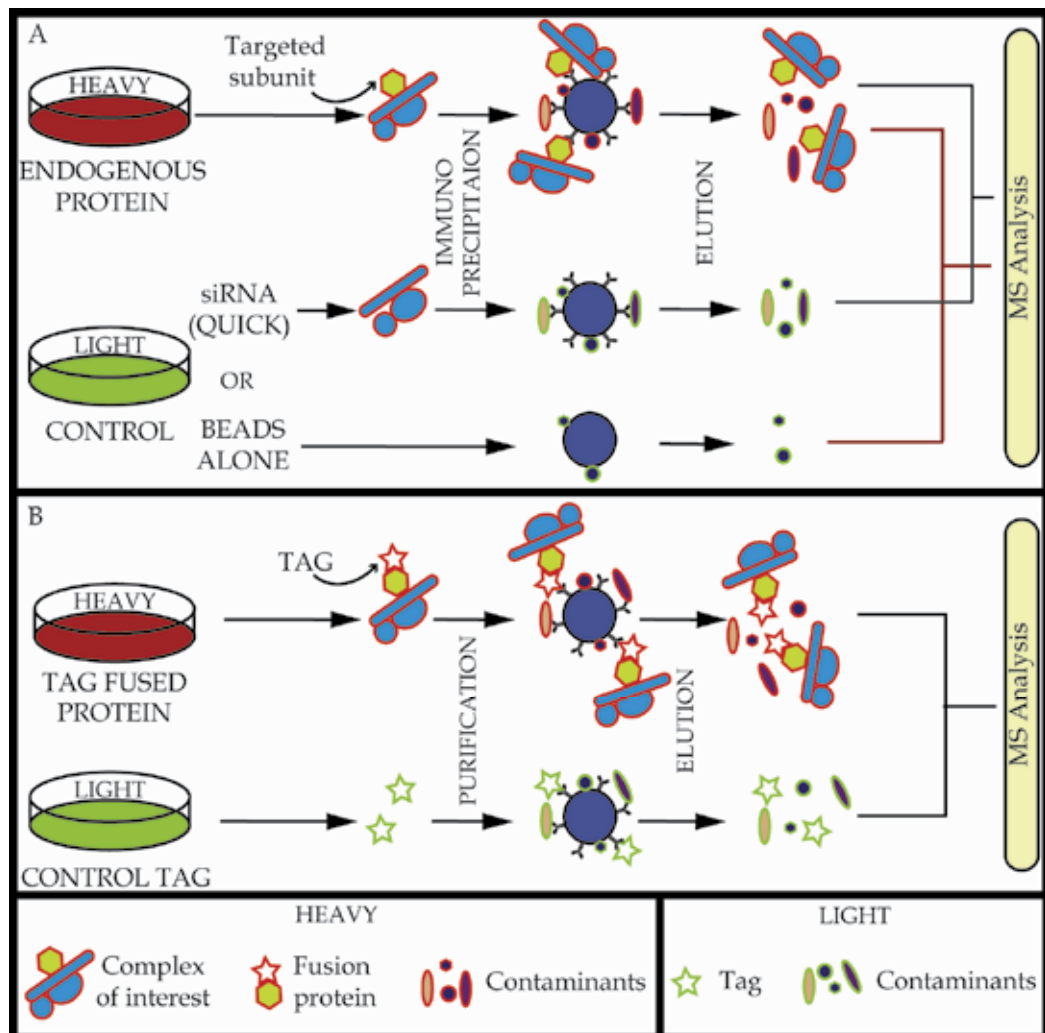 A
HEAVY
ENDOGENOUS
PROTEIN
Targeted
subunit
IMMUNO
PRECIPITAION
ELUTION
MS Analysis
LIGHT
CONTROL
siRNA
(QUICK)
OR
BEADS
ALONE
B
HEAVY
TAG FUSED
PROTEIN
TAG
PURIFICATION
ELUTION
MS Analysis
LIGHT
CONTROL TAG
HEAVY
Complex
of interest
Fusion
protein
Contaminants
LIGHT
Tag
Contaminants